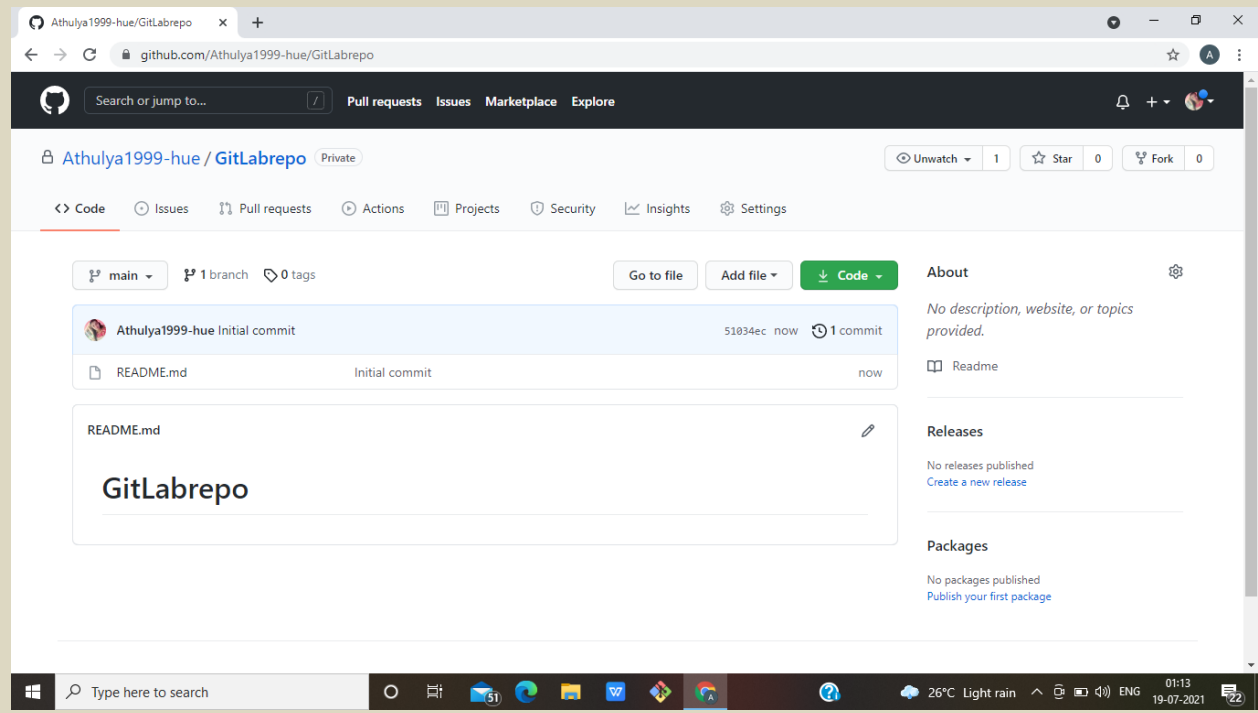 Athulya1999-hue/GitLabrepo
github.com/Athulya1999-hue/GitLabrepo
A
Search or jump to... / Pull requests Issues Marketplace Explore
Athulya1999-hue / GitLabrepo Private
Unwatch 1 Star 0 Fork 0
<> Code Issues Pull requests Actions Projects Security Insights Settings
main 1 branch 0 tags Go to file Add file Code
Athulya1999-hue Initial commit 51034ec now 1 commit
README.md Initial commit now
README.md
GitLabrepo
About
No description, website, or topics
provided.
Readme
Releases
No releases published
Create a new release
Packages
No packages published
Publish your first package
Type here to search
51
W
A
?
26°C Light rain
ENG
01:13
19-07-2021
22